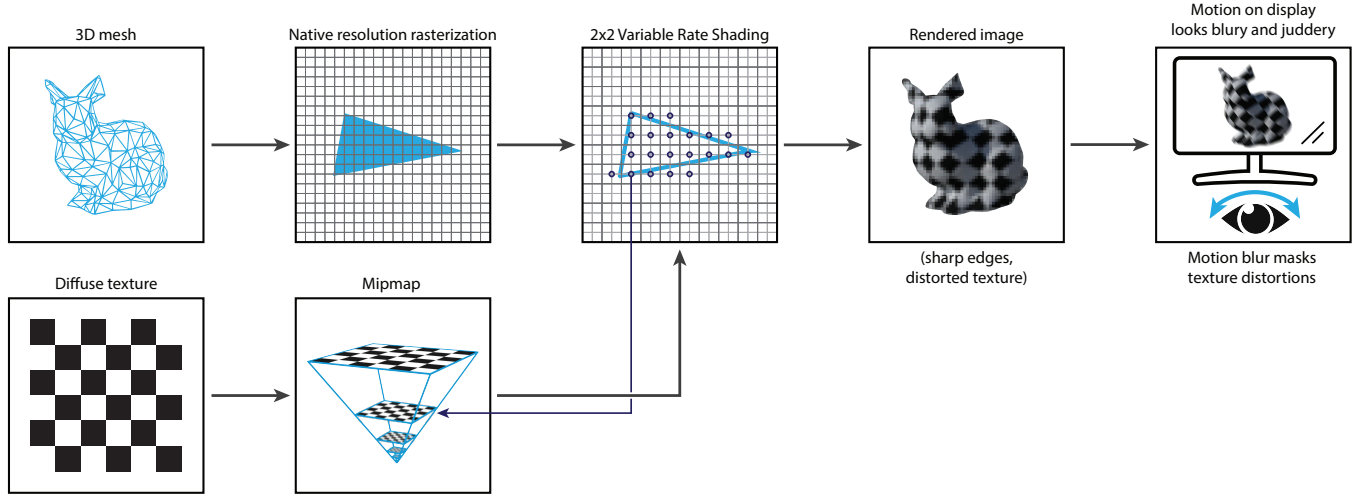 3D mesh
Native resolution rasterization
2x2 Variable Rate Shading
Rendered image
Motion on display
looks blury and juddery
(sharp edges,
distorted texture)
Motion blur masks
texture distortions
Diffuse texture
Mipmap